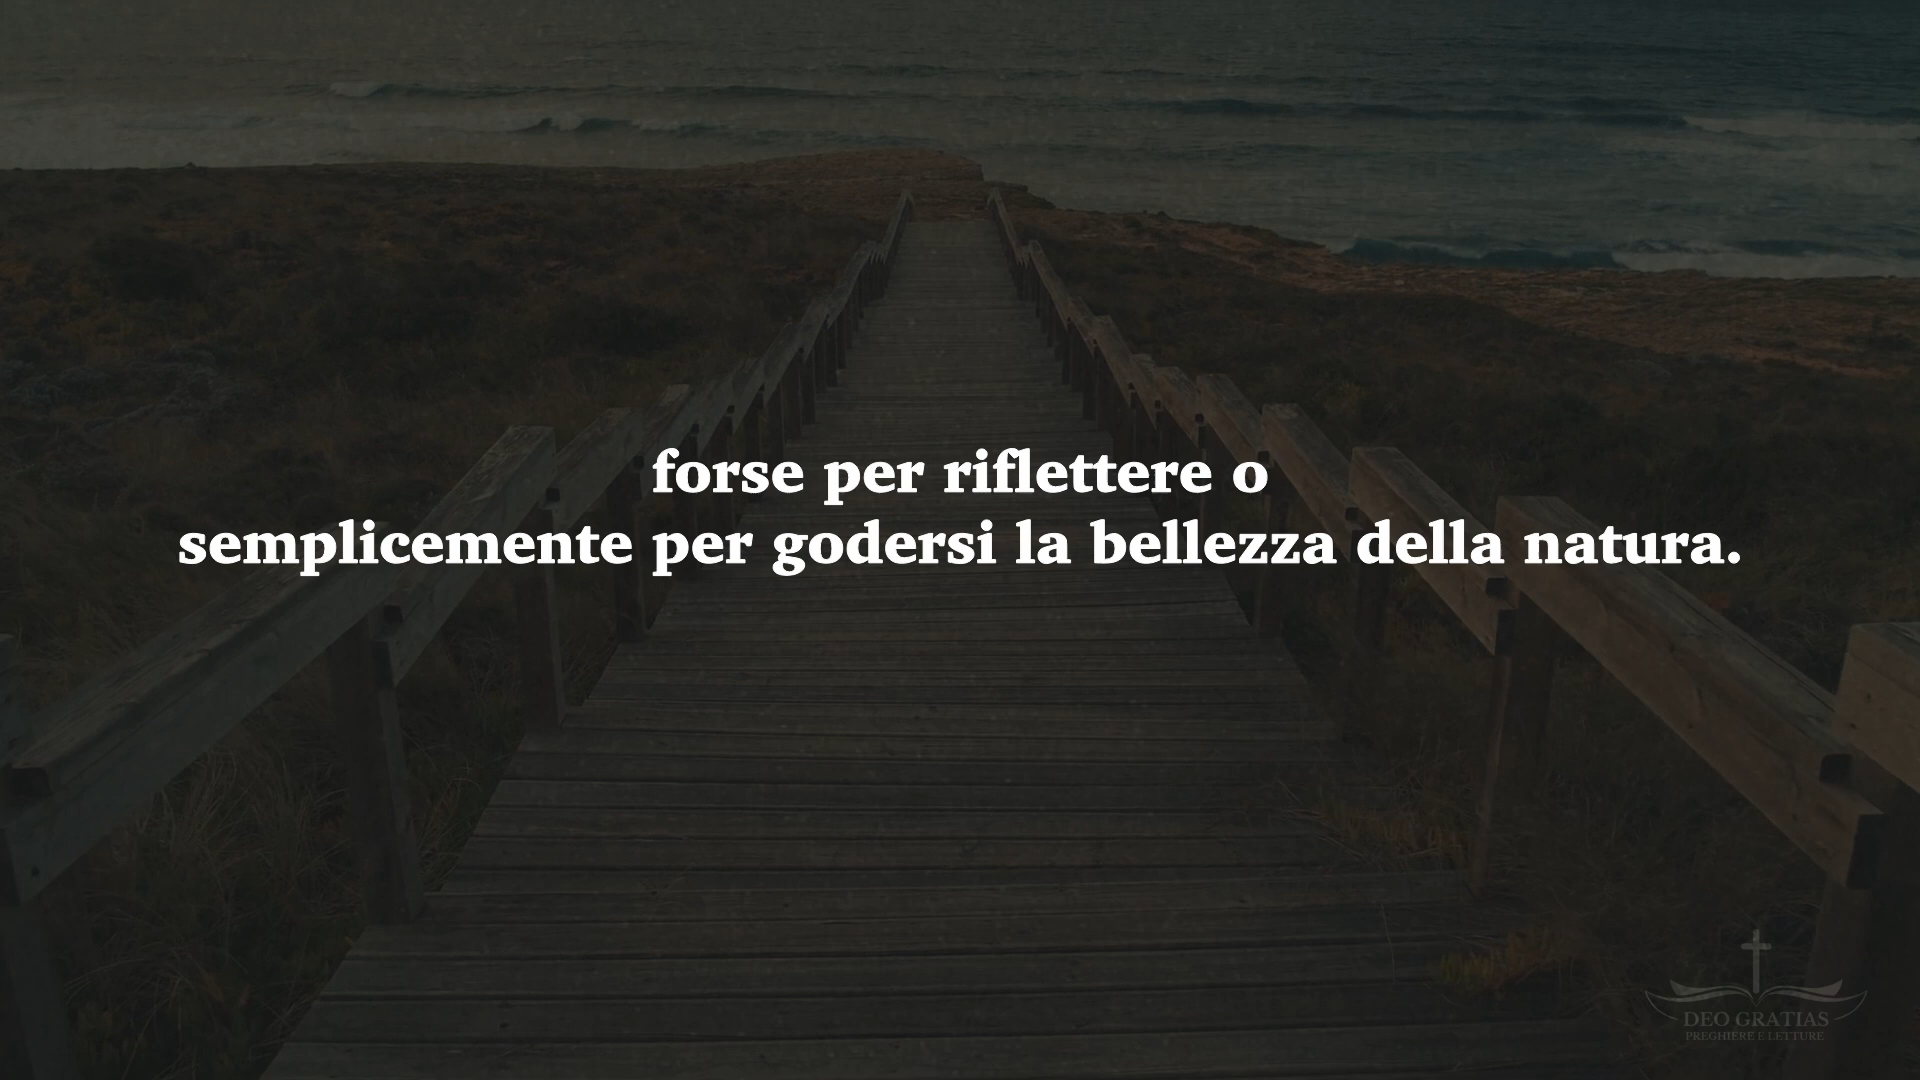 forse per riflettere o
semplicemente per godersi la bellezza della natura.
DEO GRATIAS
PREGHIERE E LETTURE